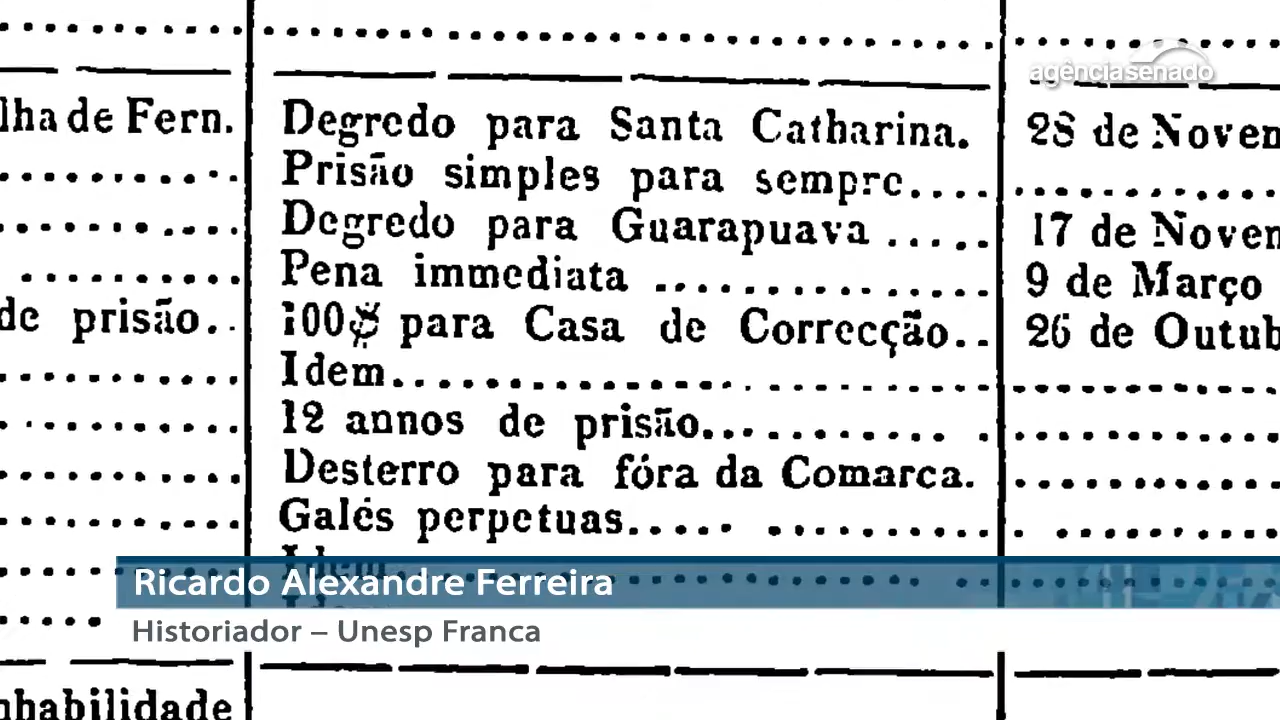 agênciasenado
lha de Fern. Degredo para Santa Catharina. 28 de Noven
Prisão simples para sempre....
Degredo para Guarapuava ..... 17 de Noven
Pena immediata .............. 9 de Março
de prisão.. 100$ para Casa de Correcção.. 26 de Outub
Idem..............................
12 annos de prisão............
Desterro para fóra da Comarca.
Galés perpetuas..... ..........
Idem
Ricardo Alexandre Ferreira
Historiador – Unesp Franca
habilidade